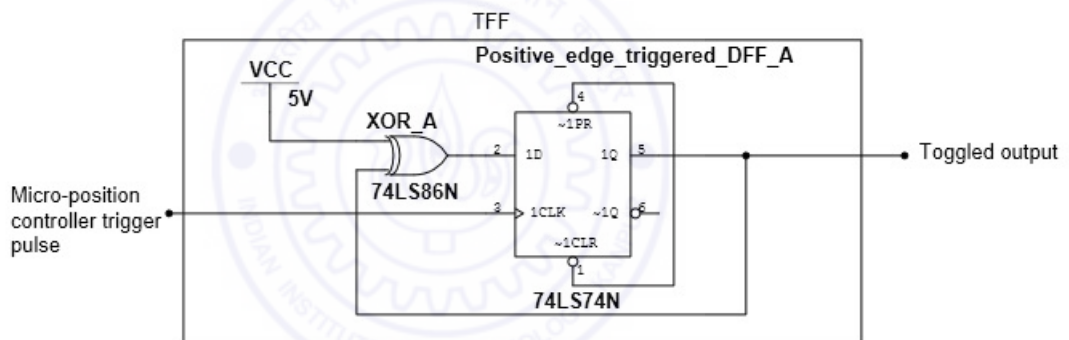 TFF
Positive_edge_triggered_DFF_A
VCC
5V
XOR_A
74LS86N
4
~1PR
2
1D
1Q
5
3
1CLK
~1Q
6
~1CLR
1
74LS74N
Toggled output
Micro-position
controller trigger
pulse